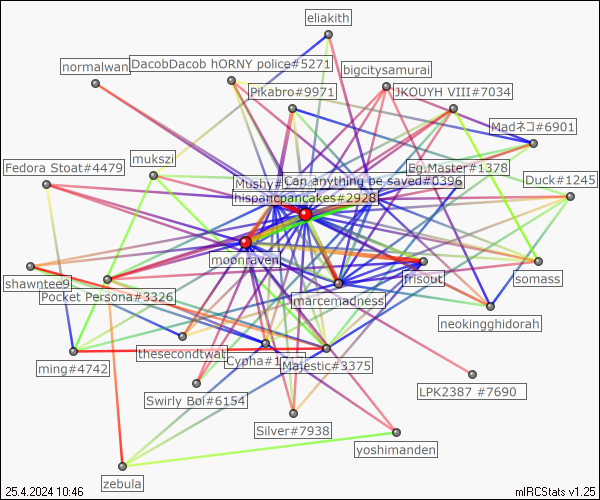 eliakith
normalwan
DacobDacob hORNY police#5271
bigcitysamurai
Pikabro#9971
JKOUYH VIII#7034
Madネコ#6901
mukszi
Fedora Stoat#4479
Eg.Master#1378
Mushy#
Can anything be saved#0396
Duck#1245
hispanicpancakes#2928
moonraven
frisout
somass
shawntee9
Pocket Persona#3326
marcemadness
neokingghidorah
thesecondtwat
Cypha#1
Majestic#3375
ming#4742
LPK2387 #7690
Swirly Boi#6154
Silver#7938
yoshimanden
zebula
25.4.2024 10:46
mIRCStats v1.25